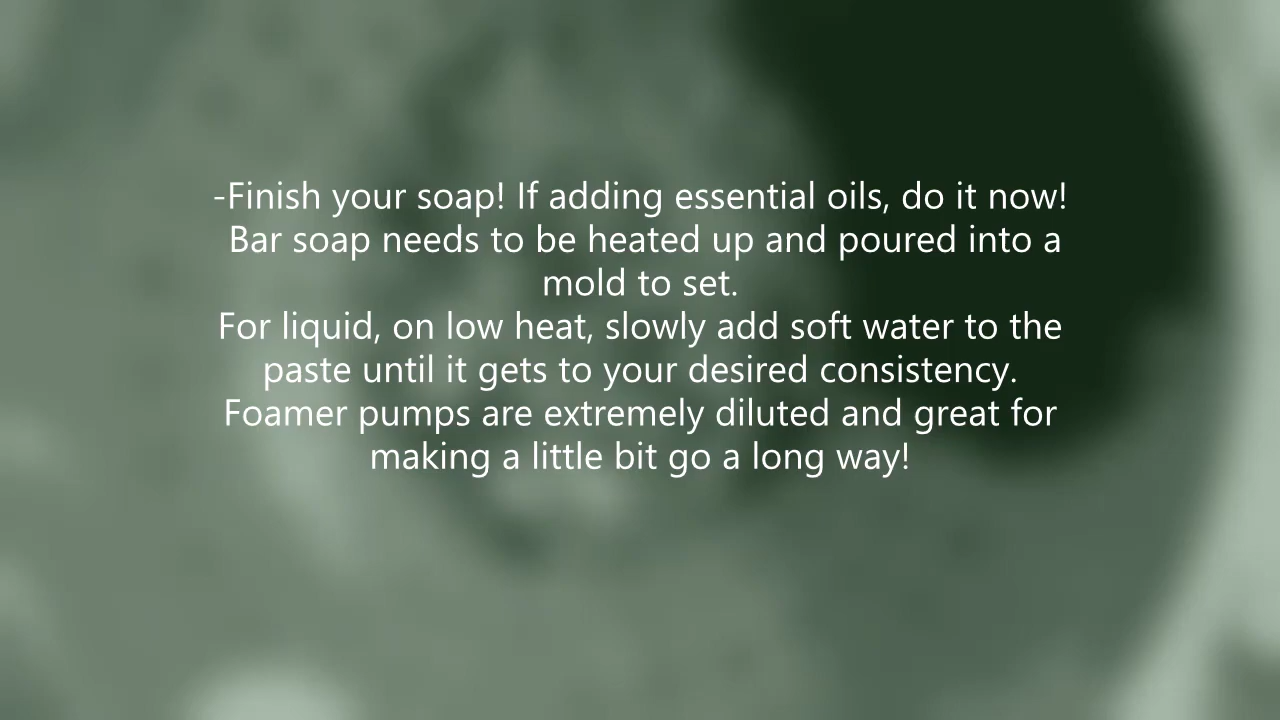 -Finish your soap! If adding essential oils, do it now!
Bar soap needs to be heated up and poured into a
mold to set.
For liquid, on low heat, slowly add soft water to the
paste until it gets to your desired consistency.
Foamer pumps are extremely diluted and great for
making a little bit go a long way!